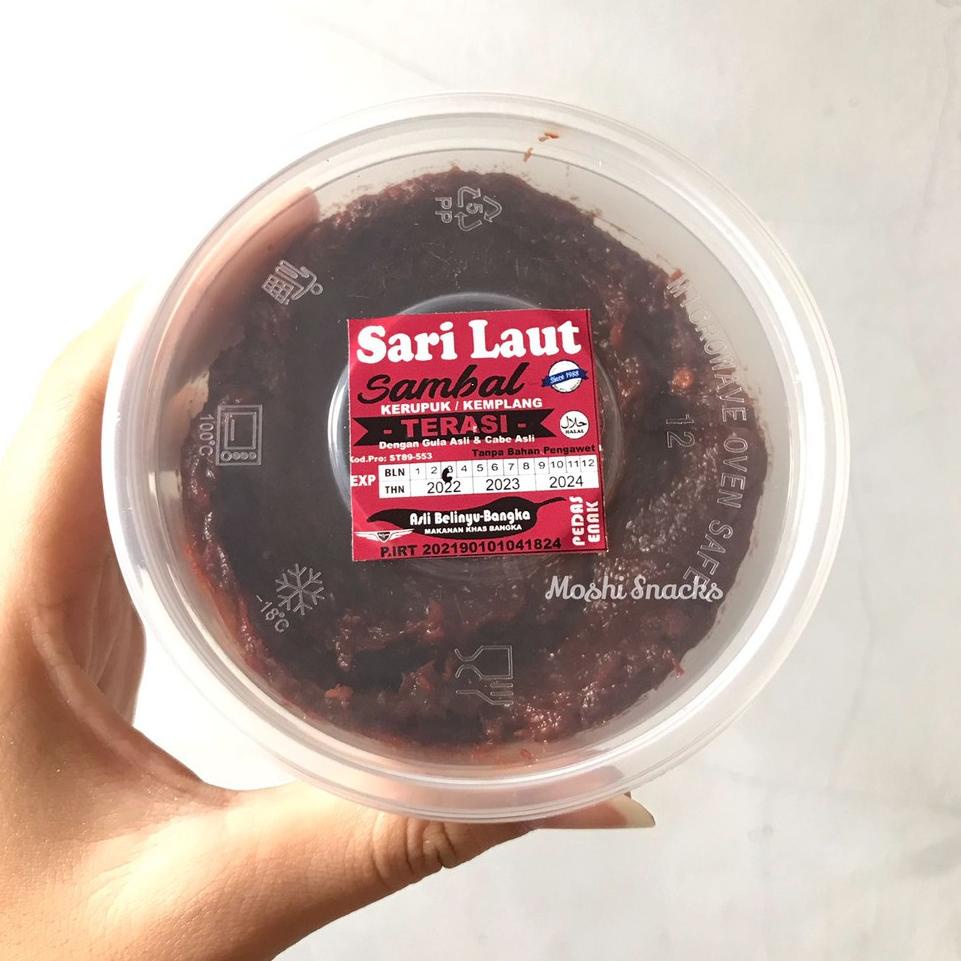 5
PP
MICROWAVE OVEN SAFE
12
100°C
-18°C
Sari Laut
Sambal
Since 1988
KERUPUK / KEMPLANG
- TERASI -
حلال
HALAL
Dengan Gula Asli & Cabe Asli
Tanpa Bahan Pengawet
Kod.Pro: ST89-553
EXP BLN 1 2 3 4 5 6 7 8 9 10 11 12
THN 2022 2023 2024
Asli Belinyu-Bangka
MAKANAN KHAS BANGKA
PEDAS
ENAK
P.IRT 202190101041824
Moshi Snacks